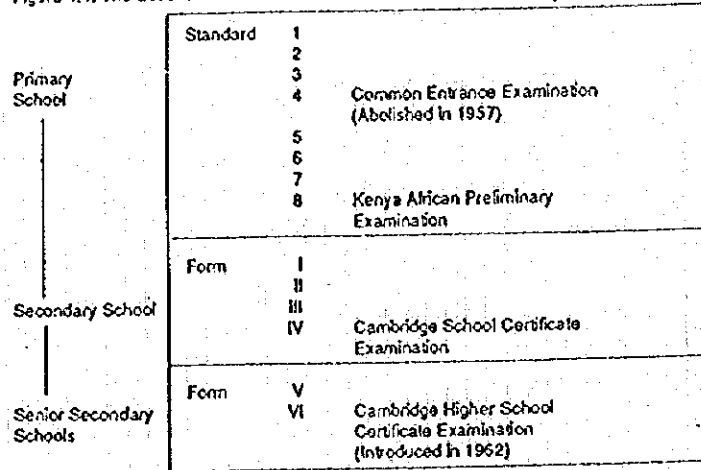 Standard 1
2
3
Primary
School
4 Common Entrance Examination
(Abolished in 1957)
5
6
7
8 Kenya African Preliminary
Examination
Form I
II
III
Secondary School
IV Cambridge School Certificate
Examination
Form V
Senior Secondary
Schools
VI Cambridge Higher School
Certificate Examination
(Introduced in 1962)